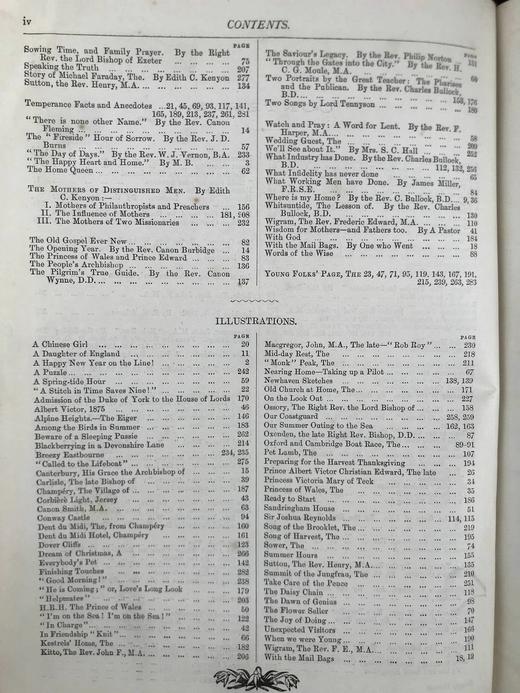 iv
CONTENTS.
PAGE
Sowing Time, and Family Prayer. By the Right
Rev. the Lord Bishop of Exeter ... 75
Speaking the Truth ... 207
Story of Michael Faraday, The. By Edith C. Kenyon ... 277
Sutton, the Rev. Henry, M.A. ... 134
Temperance Facts and Anecdotes ...21, 45, 69, 93, 117, 141,
165, 189, 213, 237, 261, 281
"There is none other Name." By the Rev. Canon
Fleming ... 14
The "Fireside" Hour of Sorrow. By the Rev. J. D.
Burns ... 57
"The Day of Days." By the Rev. W. J. Vernon, B.A. 233
"The Happy Heart and Home." By M. B. ... 3
The Home Queen ... 62
THE MOTHERS OF DISTINGUISHED MEN. By Edith
C. Kenyon:—
I. Mothers of Philanthropists and Preachers ... 156
II. The Influence of Mothers ... 181, 208
III. The Mothers of Two Missionaries ... 232
The Old Gospel Ever New ... 82
The Opening Year. By the Rev. Canon Burbidge ... 14
The Princess of Wales and Prince Edward ... 83
The People's Archbishop ... 136
The Pilgrim's True Guide. By the Rev. Canon
Wynne, D.D. ... 137
PAGE
The Saviour's Legacy. By the Rev. Philip Norton ... 131
"Through the Gates into the City." By the Rev. H.
C. G. Moule, M.A. ... 60
Two Portraits by the Great Teacher: The Pharisee
and the Publican. By the Rev. Charles Bullock,
B.D. ... 153, 176
Two Songs by Lord Tennyson ... 180
Watch and Pray: A Word for Lent. By the Rev. F.
Harper, M.A. ... 58
Wedding Guest, The ... 209
We'll See about It." By Mrs. S. C. Hall ... 252
What Industry has Done. By the Rev. Charles Bullock,
B.D. ... 112, 132, 256
What Infidelity has never done ... 65
What Working Men have Done. By James Miller,
F.R.S.E. ... 84
Where is my Home? By the Rev. C. Bullock, B.D. ... 9, 36
Whitsuntide, The Lesson of. By the Rev. Charles
Bullock, B.D. ... 130
Wigram, The Rev. Frederic Edward, M.A. ... 110
Wisdom for Mothers—and Fathers too. By A Pastor 41
With God ... 184
With the Mail Bags. By One who Went ... 18
Words of the Wise ... 88
YOUNG FOLKS' PAGE, THE 23, 47, 71, 95, 119, 143, 167, 191,
215, 239, 263, 283
ILLUSTRATIONS.
PAGE
A Chinese Girl ... 20
A Daughter of England ... 11
A Happy New Year on the Line! ... 2
A Puzzle ... 242
A Spring-tide Hour ... 59
"A Stitch in Time Saves Nine!" ... 22
Admission of the Duke of York to the House of Lords 170
Albert Victor, 1875 ... 46
Alpine Heights.—The Eiger ... 146
Among the Birds in Summer ... 183
Beware of a Sleeping Fussie ... 262
Blackberrying in a Devonshire Lane ... 214
Breezy Eastbourne ... 234, 235
"Called to the Lifeboat" ... 275
Canterbury, His Grace the Archbishop of ... 15
Carlisle, The late Bishop of ... 39
Champéry, The Village of ... 187
Corbière Light, Jersey ... 43
Canon Smith, M.A. ... 63
Conway Castle ... 94
Dent du Midi, The, from Champéry ... 160
Dent du Midi Hotel, Champéry ... 161
Dover Cliffs ... 123
Dream of Christmas, A ... 266
Everybody's Pet ... 142
Finishing Touches ... 282
"Good Morning!" ... 238
"He is Coming;" or, Love's Long Look ... 179
"Helpmates" ... 203
H.R.H. The Prince of Wales ... 50
"I'm on the Sea! I'm on the Sea!" ... 122
"In Charge" ... 42
In Friendship "Knit" ... 66
Kestrels' Home, The ... 182
Kitto, The Rev. John F., M.A. ... 206
PAGE
Macgregor, John, M.A., The late—"Rob Roy" ... 230
Mid-day Rest, The ... 218
"Monk" Peak, The ... 211
Nearing Home—Taking up a Pilot ... 67
Newhaven Sketches ... 138, 139
Old Church at Home, The ... 171
On the Look Out ... 227
Ossory, The Right Rev. the Lord Bishop of ... 158
Our Coastguard ... 258, 259
Our Summer Outing to the Sea ... 162, 163
Oxenden, the late Right Rev. Bishop, D.D. ... 87
Oxford and Cambridge Boat Race, The ... 89-91
Pet Lamb, The ... 107
Preparing for the Harvest Thanksgiving ... 194
Prince Albert Victor Christian Edward, The late ... 26
Princess Victoria Mary of Teck ... 34
Princess of Wales, The ... 35
Ready to Start ... 186
Sandringham House ... 51
Sir Joshua Reynolds ... 114, 115
Song of the Brooklet, The ... 219
Song of Harvest, The ... 195
Sower, The ... 74
Summer Hours ... 155
Sutton, The Rev. Henry, M.A. ... 135
Summit of the Jungfrau, The ... 210
Take Care of the Pence ... 251
The Daisy Chain ... 118
The Dawn of Genius ... 98
The Flower Seller ... 70
The Joy of Doing ... 147
Unexpected Visitors ... 166
When we were Young ... 190
Wigram, The Rev. F. E., M.A. ... 111
With the Mail Bags ... 18, 19